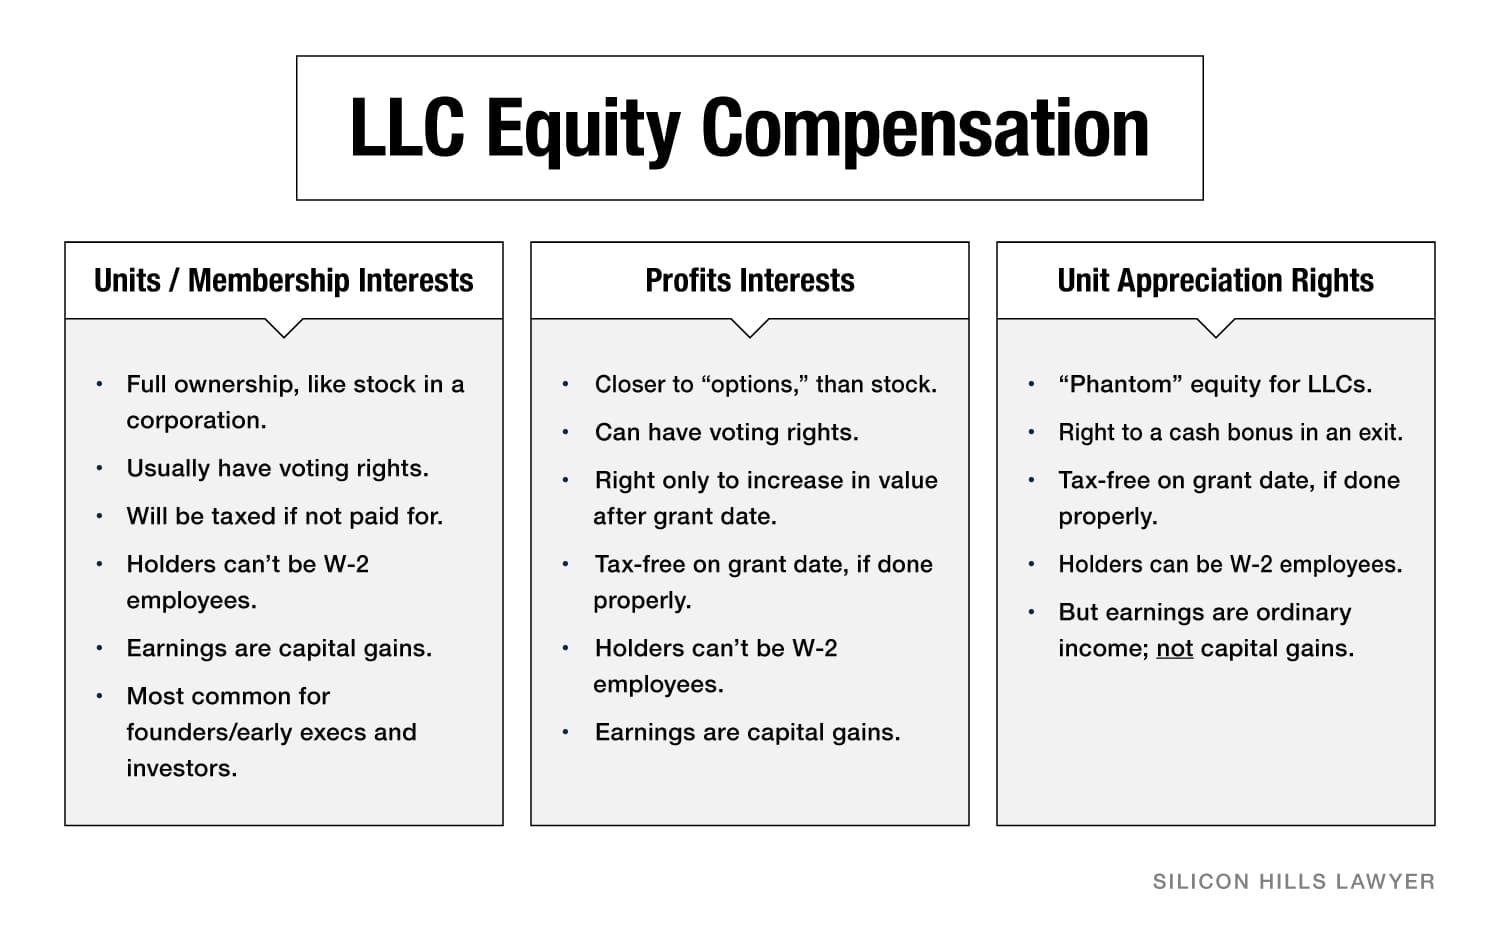 LLC Equity Compensation
Units / Membership Interests
• Full ownership, like stock in a
corporation.
• Usually have voting rights.
• Will be taxed if not paid for.
• Holders can’t be W-2
employees.
• Earnings are capital gains.
• Most common for
founders/early execs and
investors.
Profits Interests
• Closer to “options,” than stock.
• Can have voting rights.
• Right only to increase in value
after grant date.
• Tax-free on grant date, if done
properly.
• Holders can’t be W-2
employees.
• Earnings are capital gains.
Unit Appreciation Rights
• “Phantom” equity for LLCs.
• Right to a cash bonus in an exit.
• Tax-free on grant date, if done
properly.
• Holders can be W-2 employees.
• But earnings are ordinary
income; not capital gains.
SILICON HILLS LAWYER